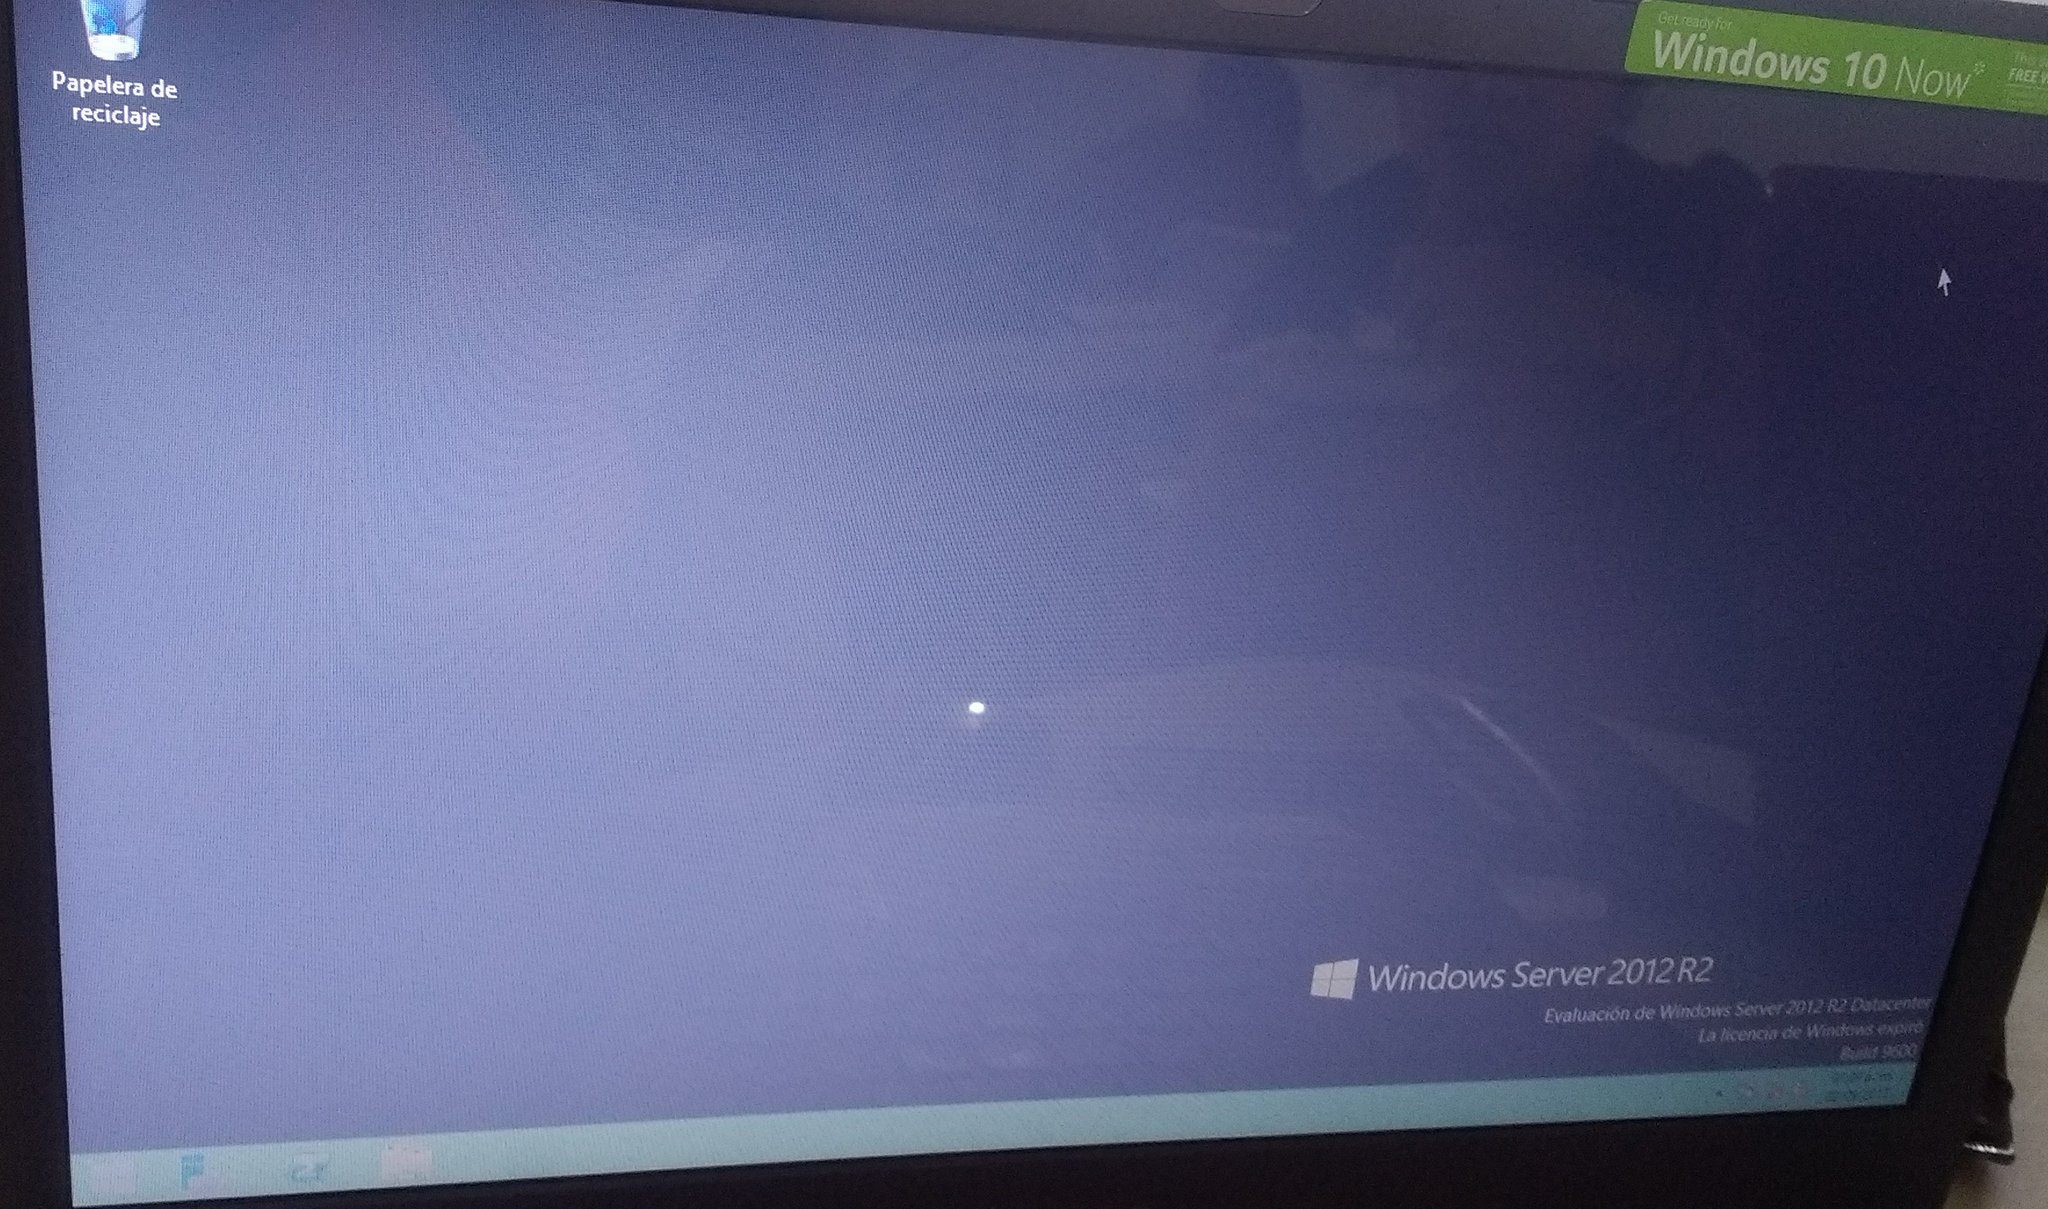 Papelera de
reciclaje
Get ready for
Windows 10 Now*
FREE
Windows Server 2012 R2
Evaluación de Windows Server 2012 R2 Datacenter
La licencia de Windows expiró
Build 9600